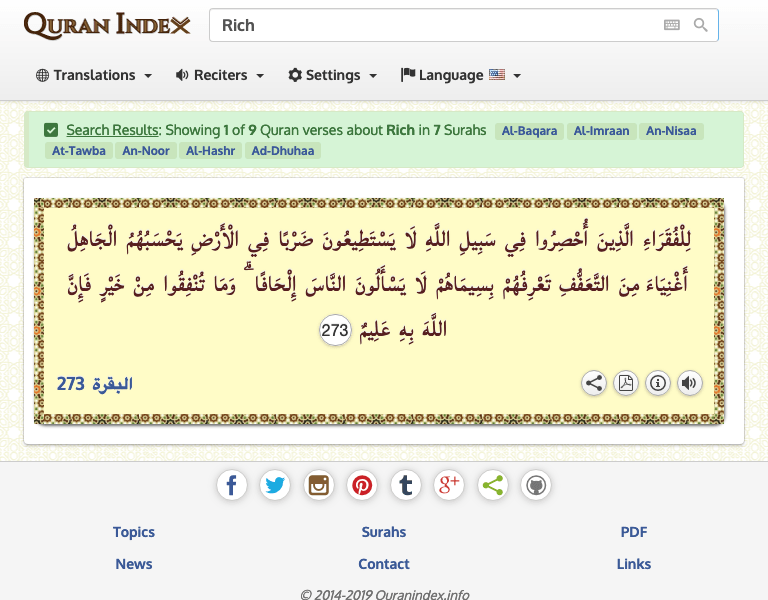 QURAN INDEX
Rich
Translations
Reciters
Settings
Language
Search Results: Showing 1 of 9 Quran verses about Rich in 7 Surahs Al-Baqara Al-Imraan An-Nisaa
At-Tawba An-Noor Al-Hashr Ad-Dhuhaa
لِلْفُقَرَاءِ الَّذِينَ أُحْصِرُوا فِي سَبِيلِ اللَّهِ لَا يَسْتَطِيعُونَ ضَرْبًا فِي الْأَرْضِ يَحْسَبُهُمُ الْجَاهِلُ
أَغْنِيَاءَ مِنَ التَّعَفُّفِ تَعْرِفُهُمْ بِسِيمَاهُمْ لَا يَسْأَلُونَ النَّاسَ إِلْحَافًا ۗ وَمَا تُنْفِقُوا مِنْ خَيْرٍ فَإِنَّ
اللَّهَ بِهِ عَلِيمٌ 273
البقرة 273
Topics Surahs PDF
News Contact Links
© 2014-2019 Quranindex.info